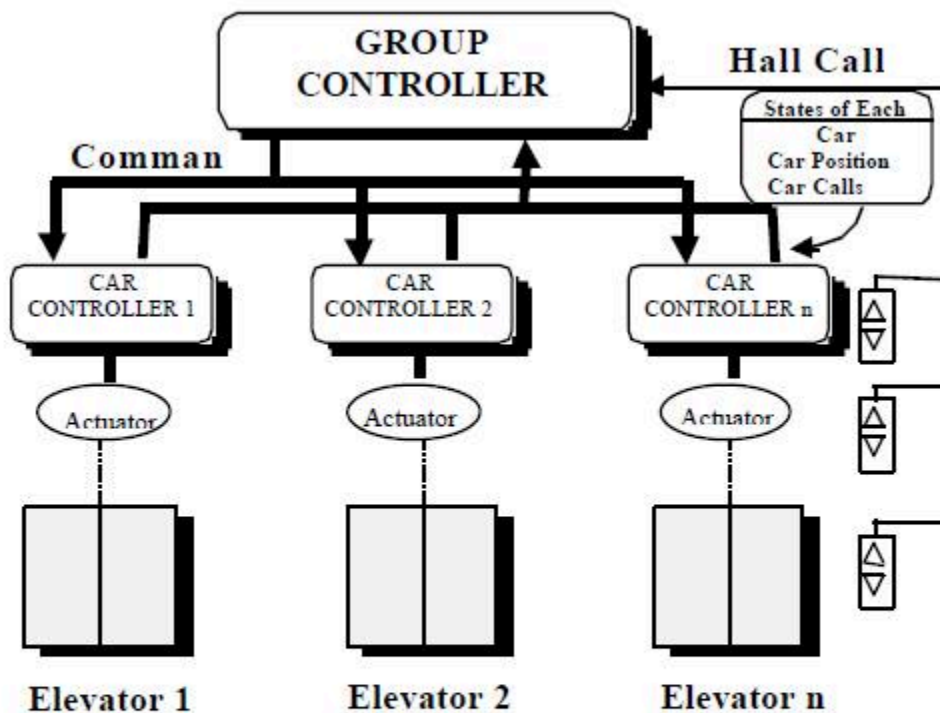 GROUP
CONTROLLER
Hall Call
States of Each
Car
Car Position
Car Calls
Comman
CAR
CONTROLLER 1
CAR
CONTROLLER 2
CAR
CONTROLLER n
Actuator
Actuator
Actuator
Elevator 1
Elevator 2
Elevator n